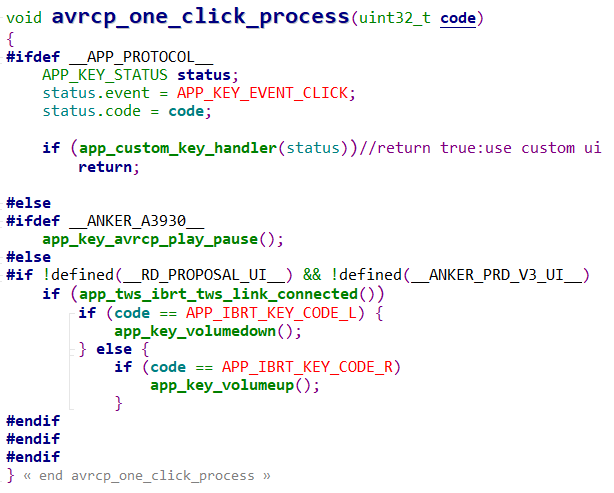 void avrcp_one_click_process(uint32_t code)
{
#ifdef __APP_PROTOCOL__
    APP_KEY_STATUS status;
    status.event = APP_KEY_EVENT_CLICK;
    status.code = code;

    if (app_custom_key_handler(status))//return true:use custom ui
        return;

#else
#ifdef __ANKER_A3930__
    app_key_avrcp_play_pause();
#else
#if !defined(__RD_PROPOSAL_UI__) && !defined(__ANKER_PRD_V3_UI__)
    if (app_tws_ibrt_tws_link_connected())
        if (code == APP_IBRT_KEY_CODE_L) {
            app_key_volumedown();
        } else {
            if (code == APP_IBRT_KEY_CODE_R)
                app_key_volumeup();
            }
#endif
#endif
#endif
} « end avrcp_one_click_process »